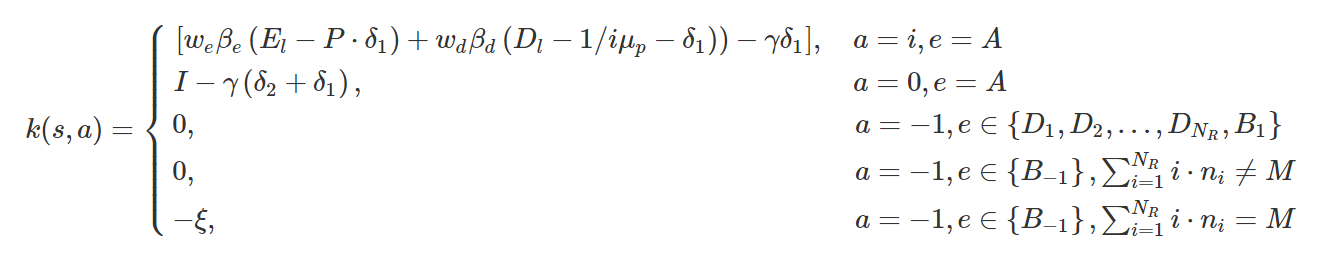 k(s,a) = { [w_e β_e (E_l − P · δ_1) + w_d β_d (D_l − 1/iμ_p − δ_1)) − γδ_1], a = i, e = A
I − γ(δ_2 + δ_1), a = 0, e = A
0, a = −1, e ∈ {D_1, D_2, …, D_{N_R}, B_1}
0, a = −1, e ∈ {B_{−1}}, ∑_{i=1}^{N_R} i · n_i ≠ M
−ξ, a = −1, e ∈ {B_{−1}}, ∑_{i=1}^{N_R} i · n_i = M